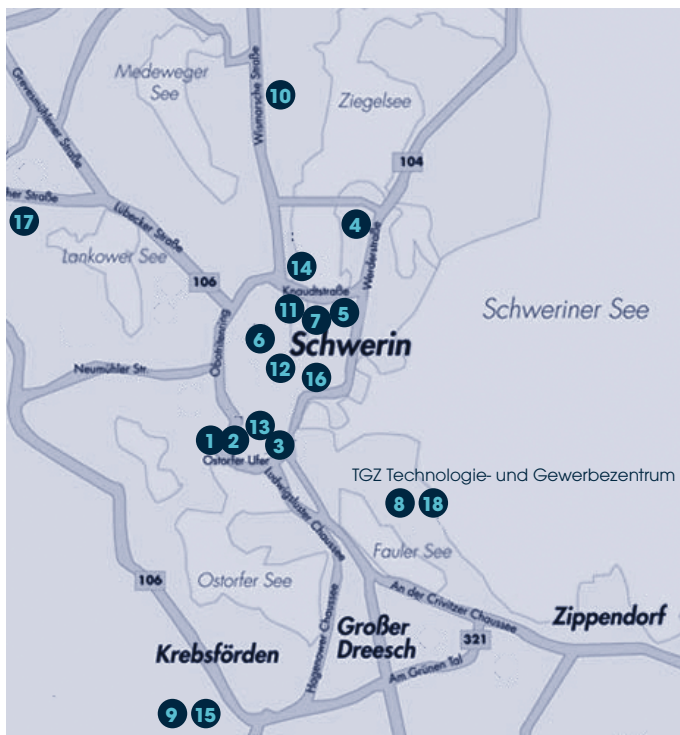 Medeweger
See
Wismarsche Straße
10
Ziegelsee
Grevesmühlener Straße
104
her Straße
17
Lübecker Straße
4
Werderstraße
Lankower See
14
106
Knaudtstraße
Schweriner See
11
7
5
Obotritenring
6
Schwerin
Neumühler Str.
12
16
13
1
2
3
Ostorfer Ufer
Ludwigsluster Chaussee
TGZ Technologie- und Gewerbezentrum
8
18
Fauler See
106
Ostorfer See
An der Crivitzer Chaussee
Hagenower Chaussee
Zippendorf
Großer
Dreesch
321
Krebsförden
Am Grünen Tal
9
15